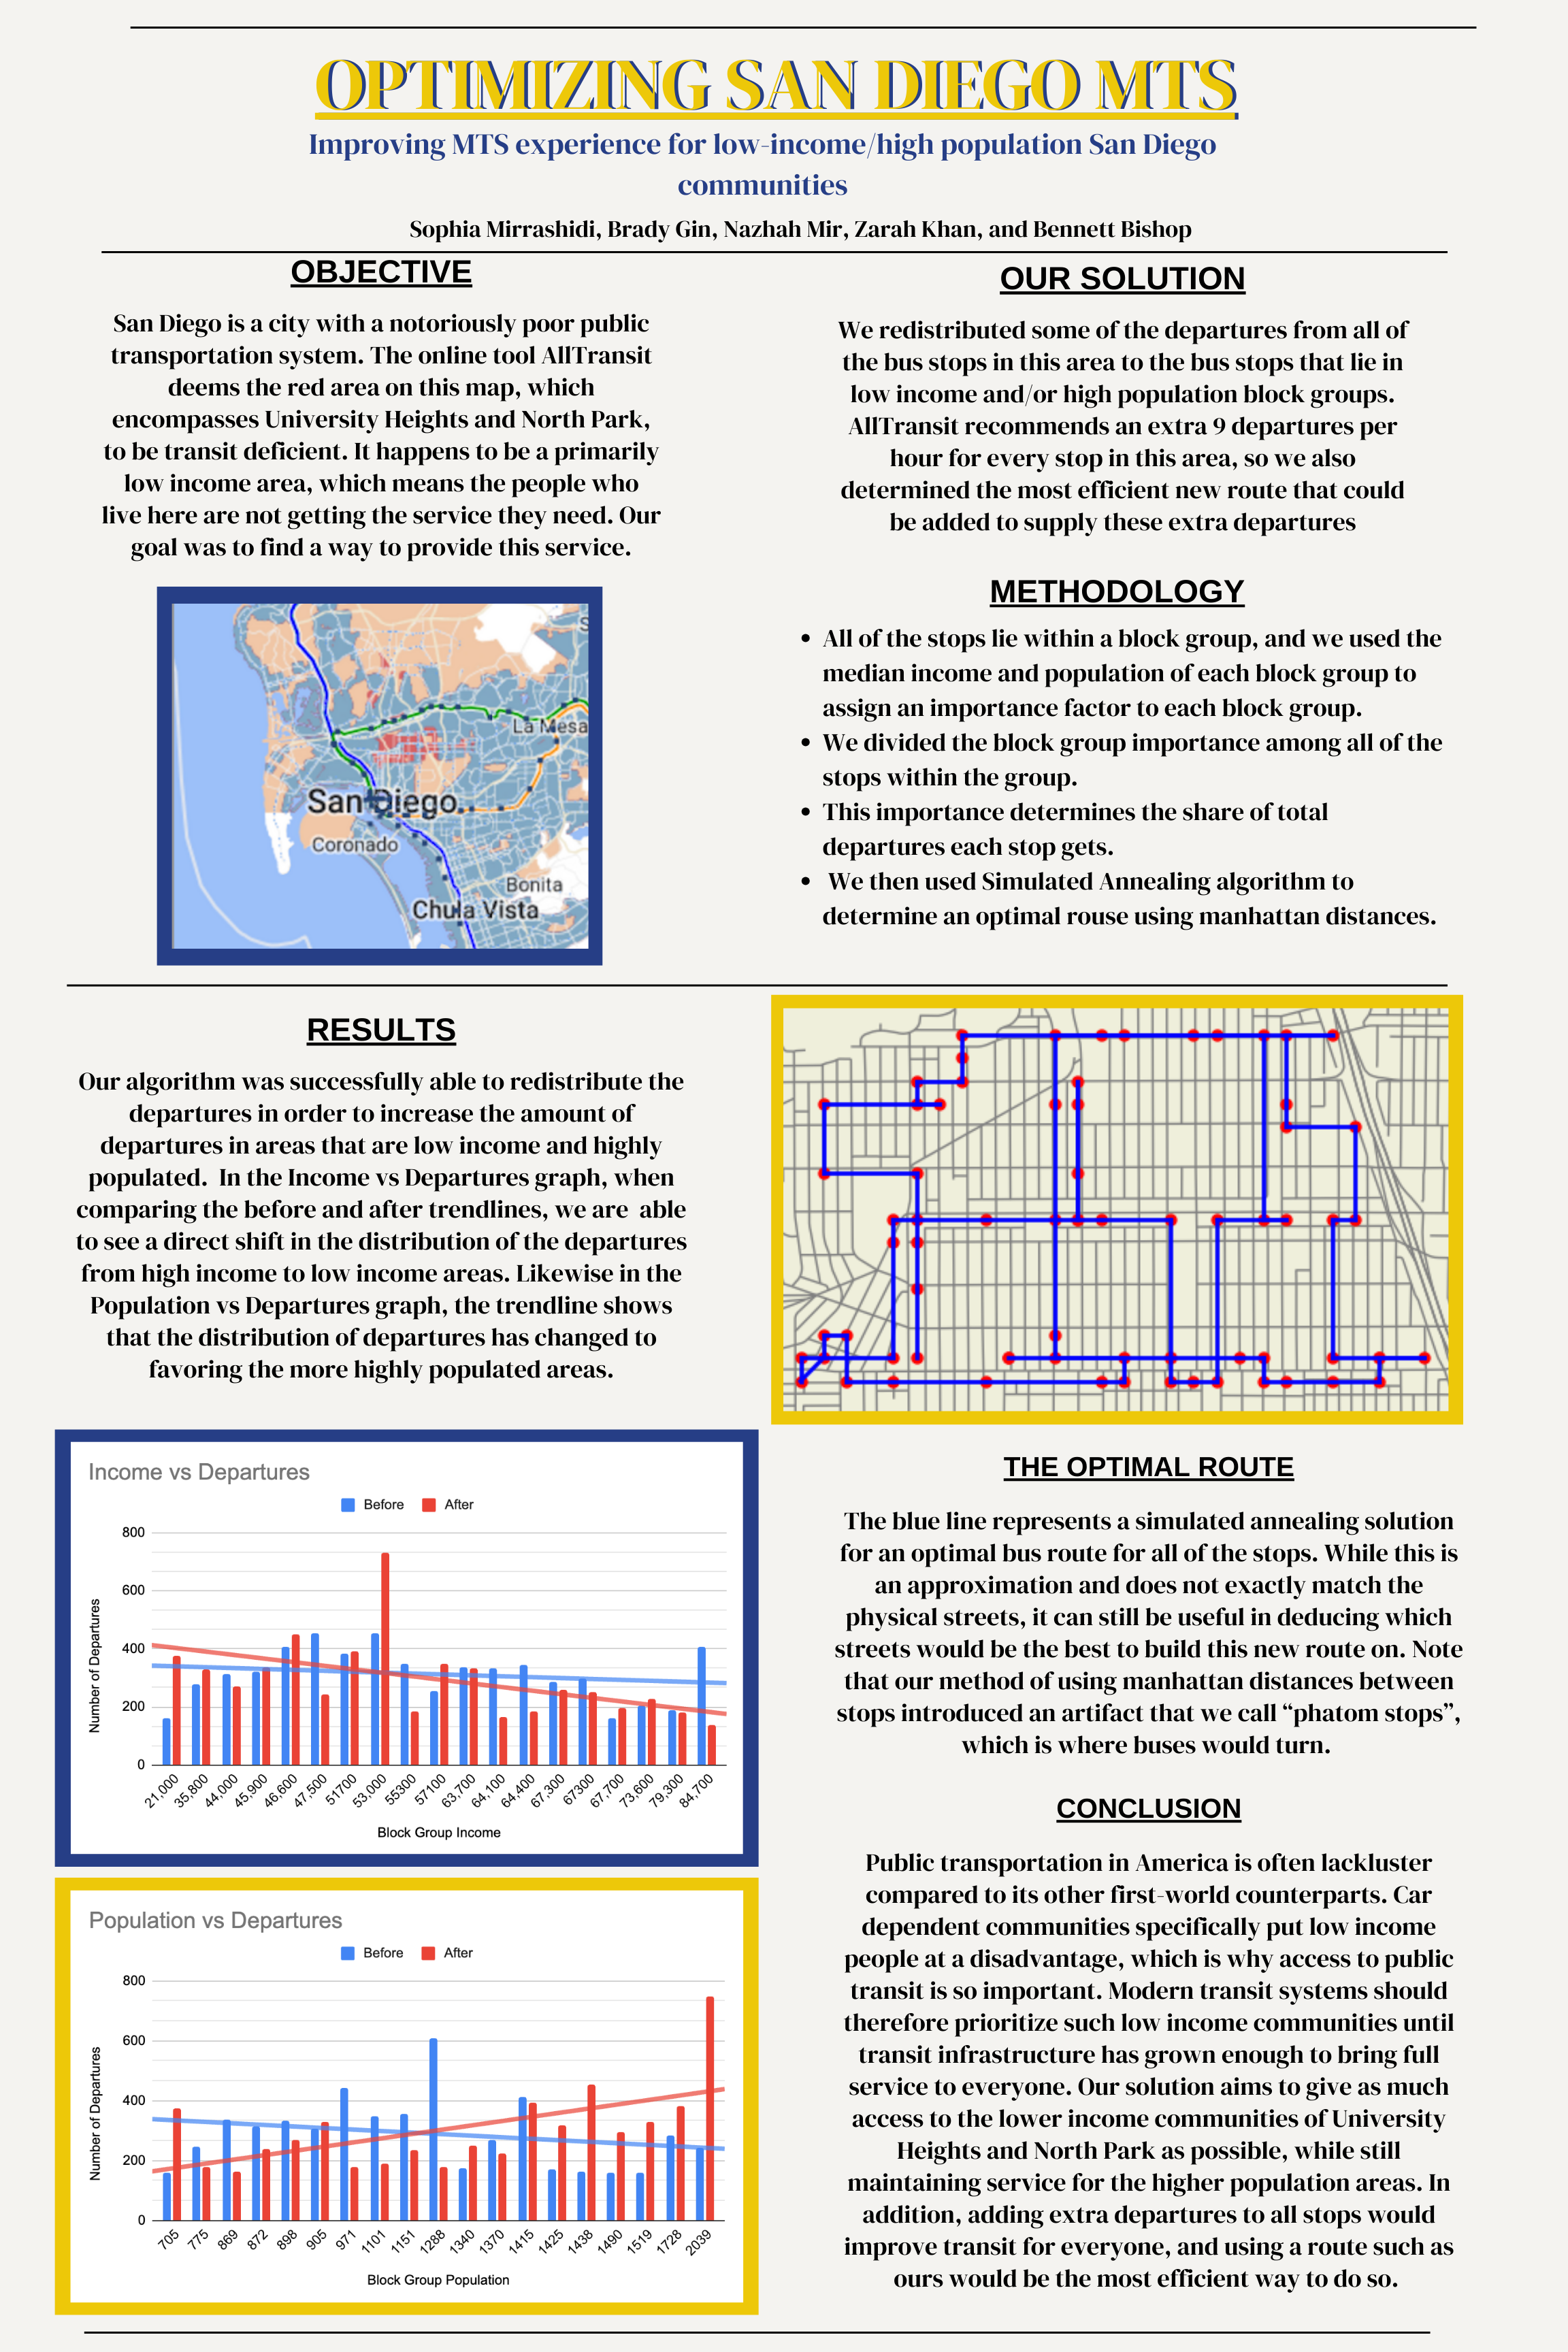 OPTIMIZING SAN DIEGO MTS
Improving MTS experience for low-income/high population San Diego
communities
Sophia Mirrashidi, Brady Gin, Nazhah Mir, Zarah Khan, and Bennett Bishop
OBJECTIVE
San Diego is a city with a notoriously poor public
transportation system. The online tool AllTransit
deems the red area on this map, which
encompasses University Heights and North Park,
to be transit deficient. It happens to be a primarily
low income area, which means the people who
live here are not getting the service they need. Our
goal was to find a way to provide this service.
S
La Mesa
San Diego
Coronado
Bonita
Chula Vista
OUR SOLUTION
We redistributed some of the departures from all of
the bus stops in this area to the bus stops that lie in
low income and/or high population block groups.
AllTransit recommends an extra 9 departures per
hour for every stop in this area, so we also
determined the most efficient new route that could
be added to supply these extra departures
METHODOLOGY
• All of the stops lie within a block group, and we used the
median income and population of each block group to
assign an importance factor to each block group.
• We divided the block group importance among all of the
stops within the group.
• This importance determines the share of total
departures each stop gets.
• We then used Simulated Annealing algorithm to
determine an optimal rouse using manhattan distances.
RESULTS
Our algorithm was successfully able to redistribute the
departures in order to increase the amount of
departures in areas that are low income and highly
populated. In the Income vs Departures graph, when
comparing the before and after trendlines, we are able
to see a direct shift in the distribution of the departures
from high income to low income areas. Likewise in the
Population vs Departures graph, the trendline shows
that the distribution of departures has changed to
favoring the more highly populated areas.
Income vs Departures
Before After
Number of Departures
800
600
400
200
0
21,000 35,800 44,000 45,900 46,600 47,500 51700 53,000 55300 57100 63,700 64,100 64,400 67,300 67300 67,700 73,600 79,300 84,700
Block Group Income
Population vs Departures
Before After
Number of Departures
800
600
400
200
0
705 775 869 872 898 905 971 1101 1151 1288 1340 1370 1415 1425 1438 1490 1519 1728 2039
Block Group Population
THE OPTIMAL ROUTE
The blue line represents a simulated annealing solution
for an optimal bus route for all of the stops. While this is
an approximation and does not exactly match the
physical streets, it can still be useful in deducing which
streets would be the best to build this new route on. Note
that our method of using manhattan distances between
stops introduced an artifact that we call “phatom stops”,
which is where buses would turn.
CONCLUSION
Public transportation in America is often lackluster
compared to its other first-world counterparts. Car
dependent communities specifically put low income
people at a disadvantage, which is why access to public
transit is so important. Modern transit systems should
therefore prioritize such low income communities until
transit infrastructure has grown enough to bring full
service to everyone. Our solution aims to give as much
access to the lower income communities of University
Heights and North Park as possible, while still
maintaining service for the higher population areas. In
addition, adding extra departures to all stops would
improve transit for everyone, and using a route such as
ours would be the most efficient way to do so.